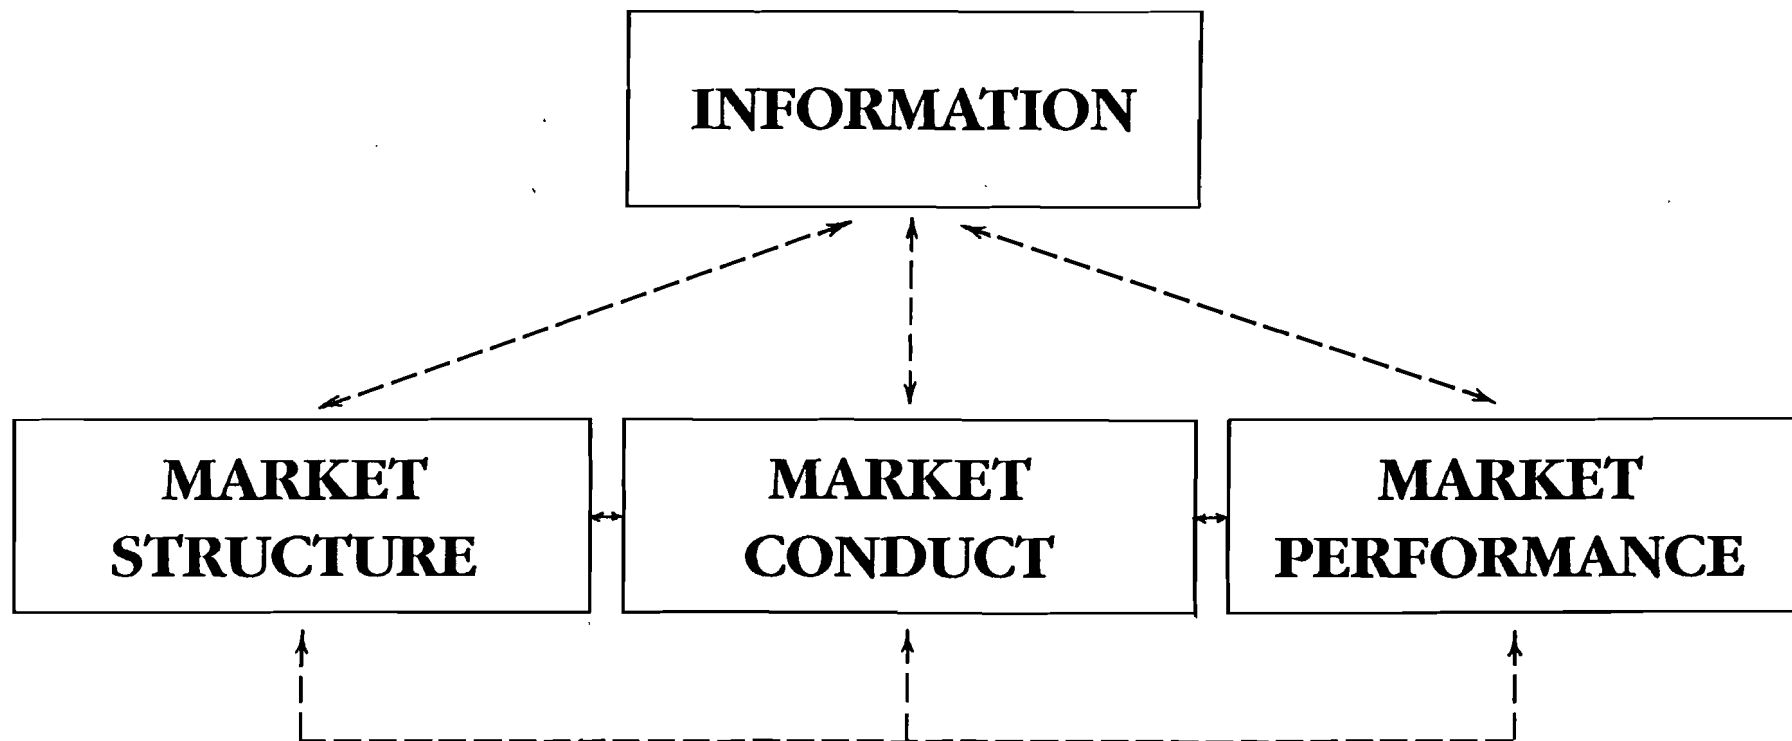 INFORMATION
MARKET
STRUCTURE
MARKET
CONDUCT
MARKET
PERFORMANCE